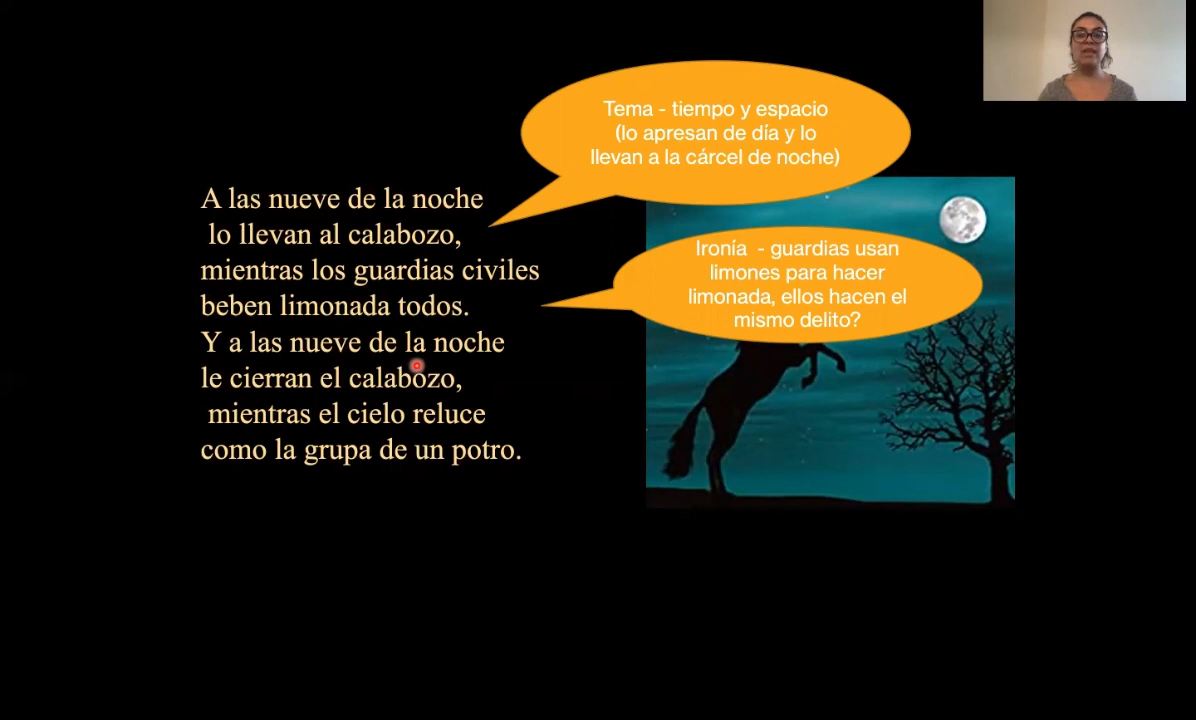 Tema - tiempo y espacio
(lo apresan de día y lo
llevan a la cárcel de noche)
A las nueve de la noche
lo llevan al calabozo,
mientras los guardias civiles
beben limonada todos.
Y a las nueve de la noche
le cierran el calabozo,
mientras el cielo reluce
como la grupa de un potro.
Ironía - guardias usan
limones para hacer
limonada, ellos hacen el
mismo delito?